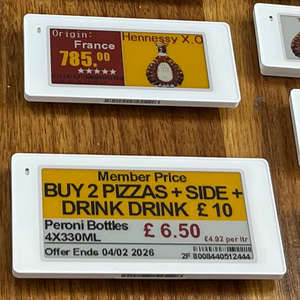 Origin:
France
Hennessy X.O
785.00
★★★★★
Member Price
BUY 2 PIZZAS + SIDE +
DRINK DRINK £ 10
Peroni Bottles
4X330ML
£ 6.50
£4.92 per ltr
Offer Ends 04/02 2026
2F 0008440512444